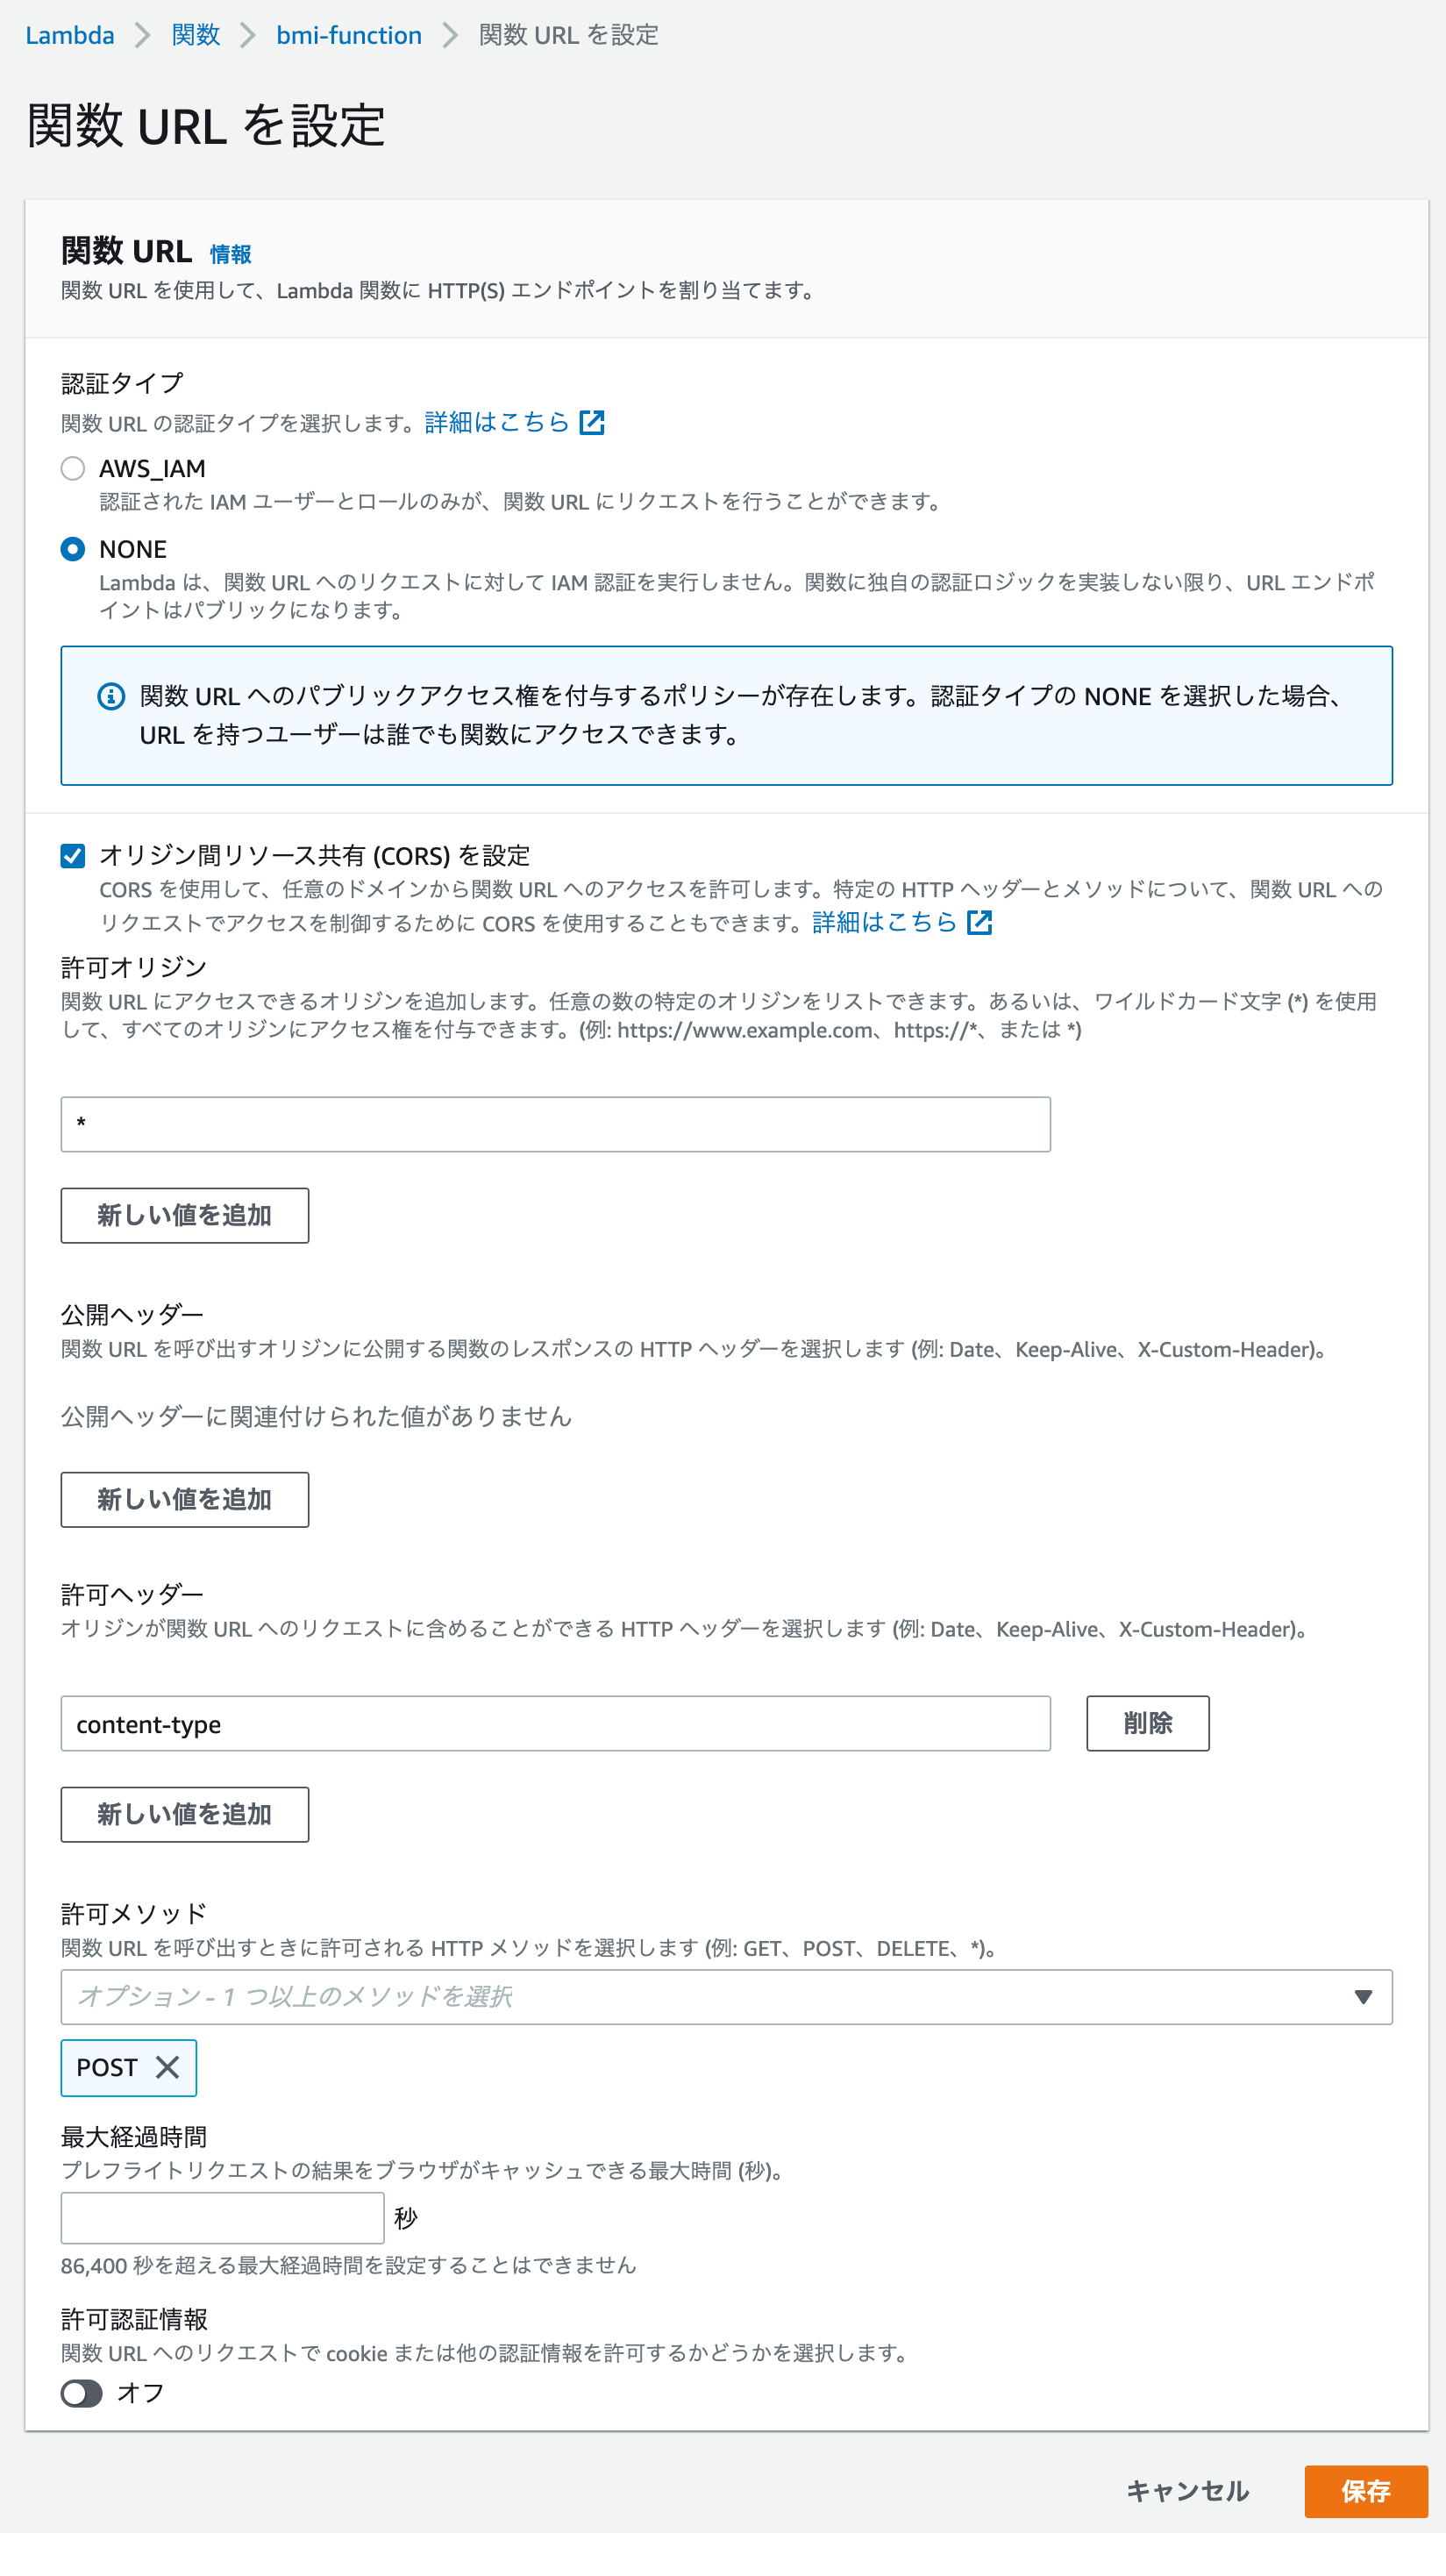 Lambda > 関数 > bmi-function > 関数 URL を設定
関数 URL を設定
関数 URL 情報
関数 URL を使用して、Lambda 関数に HTTP(S) エンドポイントを割り当てます。
認証タイプ
関数 URL の認証タイプを選択します。詳細はこちら
AWS_IAM
認証された IAM ユーザーとロールのみが、関数 URL にリクエストを行うことができます。
NONE
Lambda は、関数 URL へのリクエストに対して IAM 認証を実行しません。関数に独自の認証ロジックを実装しない限り、URL エンドポ
イントはパブリックになります。
関数 URL へのパブリックアクセス権を付与するポリシーが存在します。認証タイプの NONE を選択した場合、
URL を持つユーザーは誰でも関数にアクセスできます。
オリジン間リソース共有 (CORS) を設定
CORS を使用して、任意のドメインから関数 URL へのアクセスを許可します。特定の HTTP ヘッダーとメソッドについて、関数 URL への
リクエストでアクセスを制御するために CORS を使用することもできます。詳細はこちら
許可オリジン
関数 URL にアクセスできるオリジンを追加します。任意の数の特定のオリジンをリストできます。あるいは、ワイルドカード文字 (*) を使用
して、すべてのオリジンにアクセス権を付与できます。(例: https://www.example.com、https://*、または *)
*
新しい値を追加
公開ヘッダー
関数 URL を呼び出すオリジンに公開する関数のレスポンスの HTTP ヘッダーを選択します (例: Date、Keep-Alive、X-Custom-Header)。
公開ヘッダーに関連付けられた値がありません
新しい値を追加
許可ヘッダー
オリジンが関数 URL へのリクエストに含めることができる HTTP ヘッダーを選択します (例: Date、Keep-Alive、X-Custom-Header)。
content-type 削除
新しい値を追加
許可メソッド
関数 URL を呼び出すときに許可される HTTP メソッドを選択します (例: GET、POST、DELETE、*)。
オプション - 1 つ以上のメソッドを選択
POST
最大経過時間
プレフライトリクエストの結果をブラウザがキャッシュできる最大時間 (秒)。
秒
86,400 秒を超える最大経過時間を設定することはできません
許可認証情報
関数 URL へのリクエストで cookie または他の認証情報を許可するかどうかを選択します。
オフ
キャンセル 保存